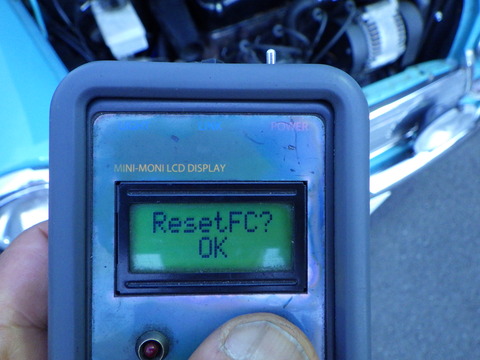 POWER
MINI-MONI LCD DISPLAY
ResetFC?
OK